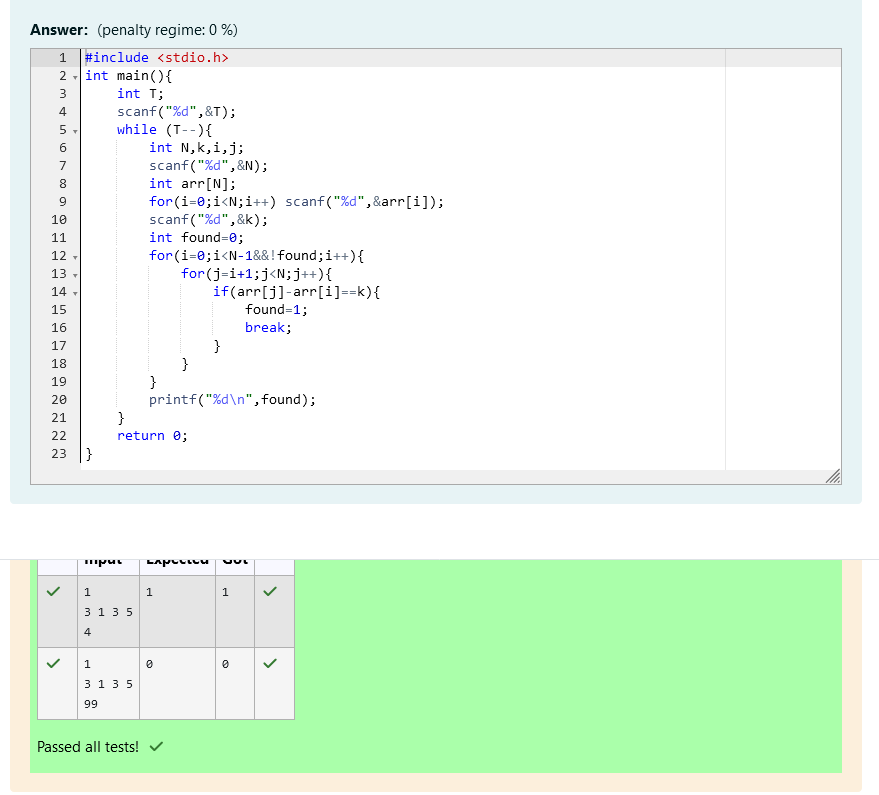 Answer: (penalty regime: 0 %)
1 #include <stdio.h>
2 int main(){
3     int T;
4     scanf("%d",&T);
5     while (T--){
6         int N,k,i,j;
7         scanf("%d",&N);
8         int arr[N];
9         for(i=0;i<N;i++) scanf("%d",&arr[i]);
10         scanf("%d",&k);
11         int found=0;
12         for(i=0;i<N-1&&!found;i++){
13             for(j=i+1;j<N;j++){
14                 if(arr[j]-arr[i]==k){
15                     found=1;
16                     break;
17                 }
18             }
19         }
20         printf("%d\n",found);
21     }
22     return 0;
23 }
Input Expected Got
1 1 1
3 1 3 5
4
1 0 0
3 1 3 5
99
Passed all tests!